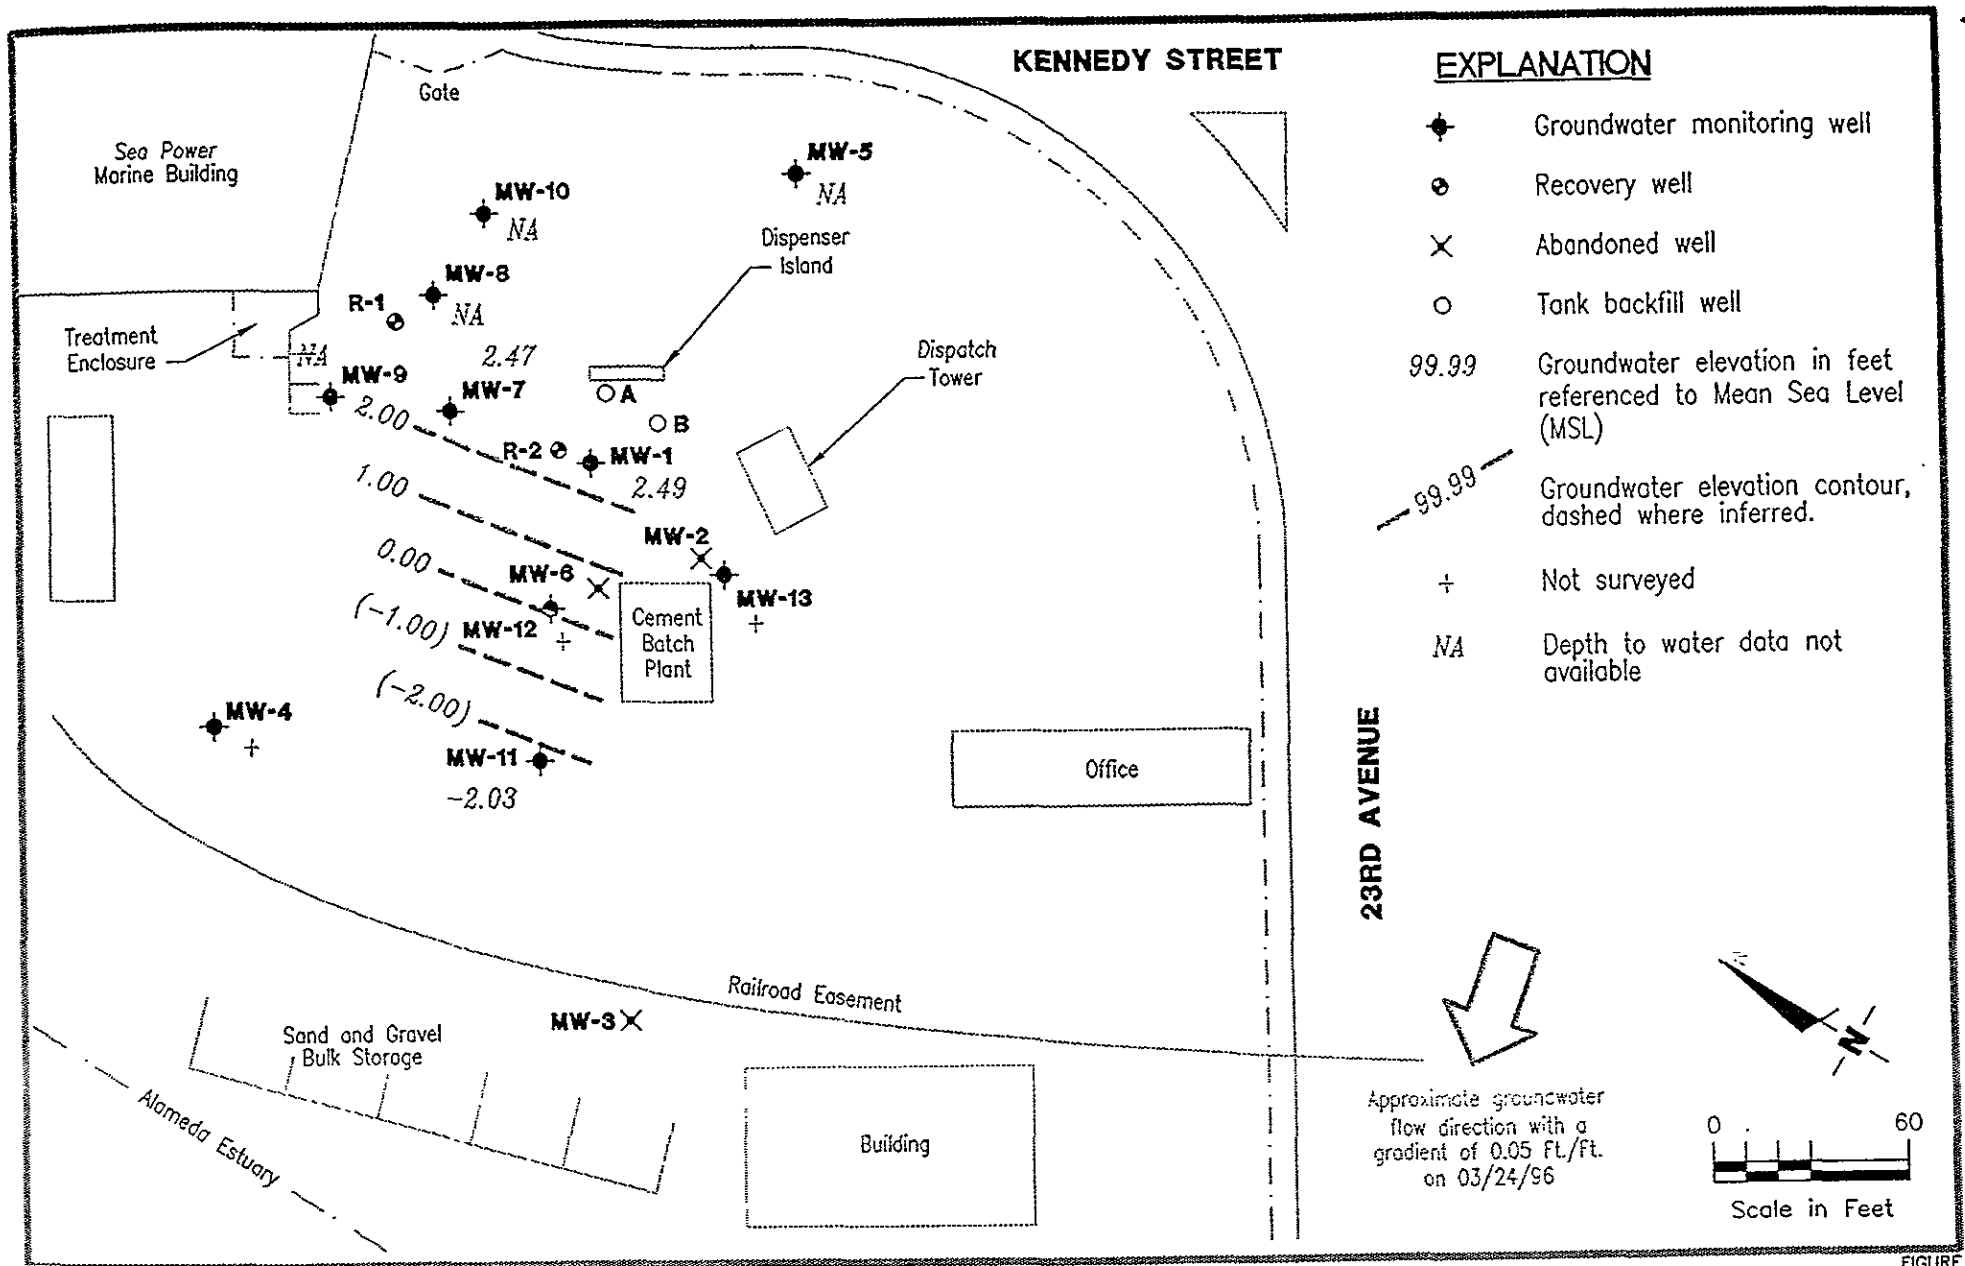 KENNEDY STREET
Gate
Sea Power
Marine Building
MW-5
NA
MW-10
NA
Dispenser
Island
MW-8
NA
R-1
Treatment
Enclosure
NA
2.47
MW-9
MW-7
A
B
Dispatch
Tower
2.00
R-2
MW-1
2.49
1.00
MW-2
0.00
MW-6
MW-13
Cement
Batch
Plant
(-1.00)
MW-12
(-2.00)
MW-4
MW-11
-2.03
Office
23RD AVENUE
Railroad Easement
MW-3
Sand and Gravel
Bulk Storage
Alameda Estuary
Building
EXPLANATION
Groundwater monitoring well
Recovery well
Abandoned well
Tank backfill well
99.99 Groundwater elevation in feet
referenced to Mean Sea Level
(MSL)
99.99 Groundwater elevation contour,
dashed where inferred.
Not surveyed
NA Depth to water data not
available
Approximate groundwater
flow direction with a
gradient of 0.05 Ft./Ft.
on 03/24/96
N
0 60
Scale in Feet
FIGURE